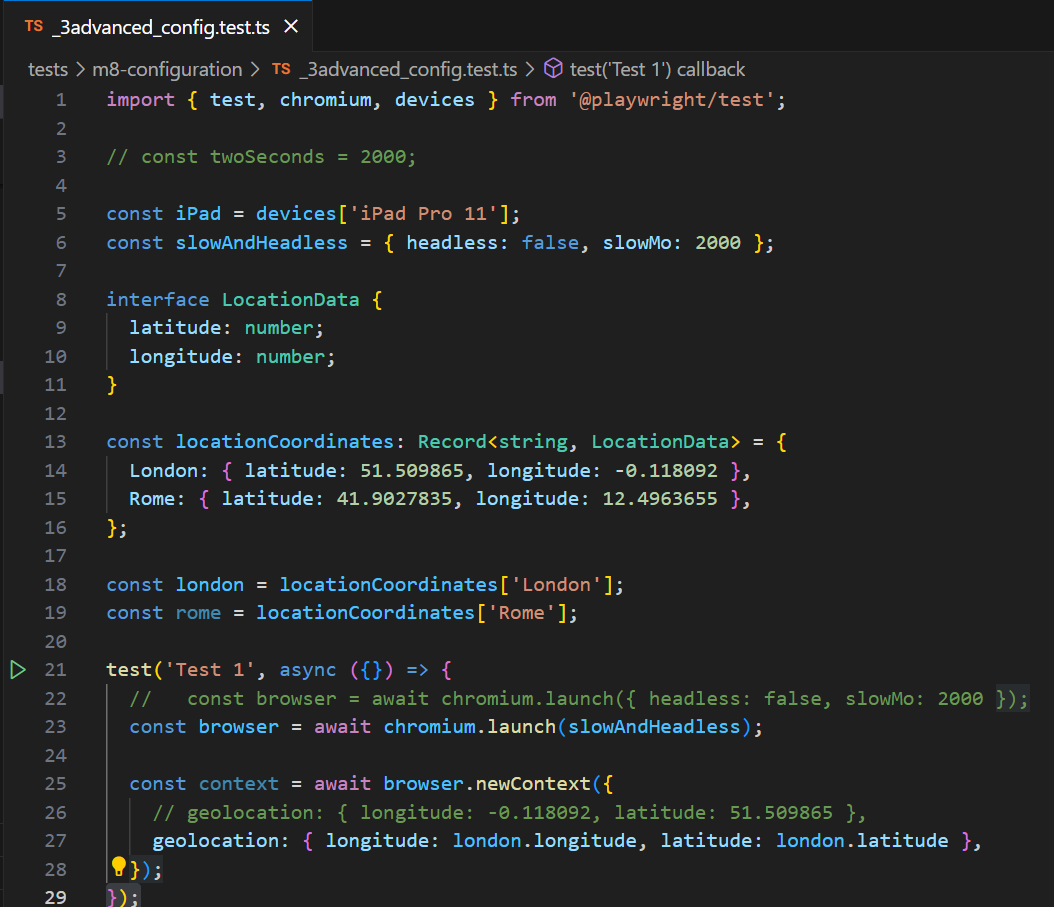 TS _3advanced_config.test.ts ×
tests > m8-configuration > TS _3advanced_config.test.ts > test('Test 1') callback
1 import { test, chromium, devices } from '@playwright/test';
2
3 // const twoSeconds = 2000;
4
5 const iPad = devices['iPad Pro 11'];
6 const slowAndHeadless = { headless: false, slowMo: 2000 };
7
8 interface LocationData {
9   latitude: number;
10   longitude: number;
11 }
12
13 const locationCoordinates: Record<string, LocationData> = {
14   London: { latitude: 51.509865, longitude: -0.118092 },
15   Rome: { latitude: 41.9027835, longitude: 12.4963655 },
16 };
17
18 const london = locationCoordinates['London'];
19 const rome = locationCoordinates['Rome'];
20
21 test('Test 1', async ({}) => {
22   //   const browser = await chromium.launch({ headless: false, slowMo: 2000 });
23   const browser = await chromium.launch(slowAndHeadless);
24
25   const context = await browser.newContext({
26     // geolocation: { longitude: -0.118092, latitude: 51.509865 },
27     geolocation: { longitude: london.longitude, latitude: london.latitude },
28   });
29 });